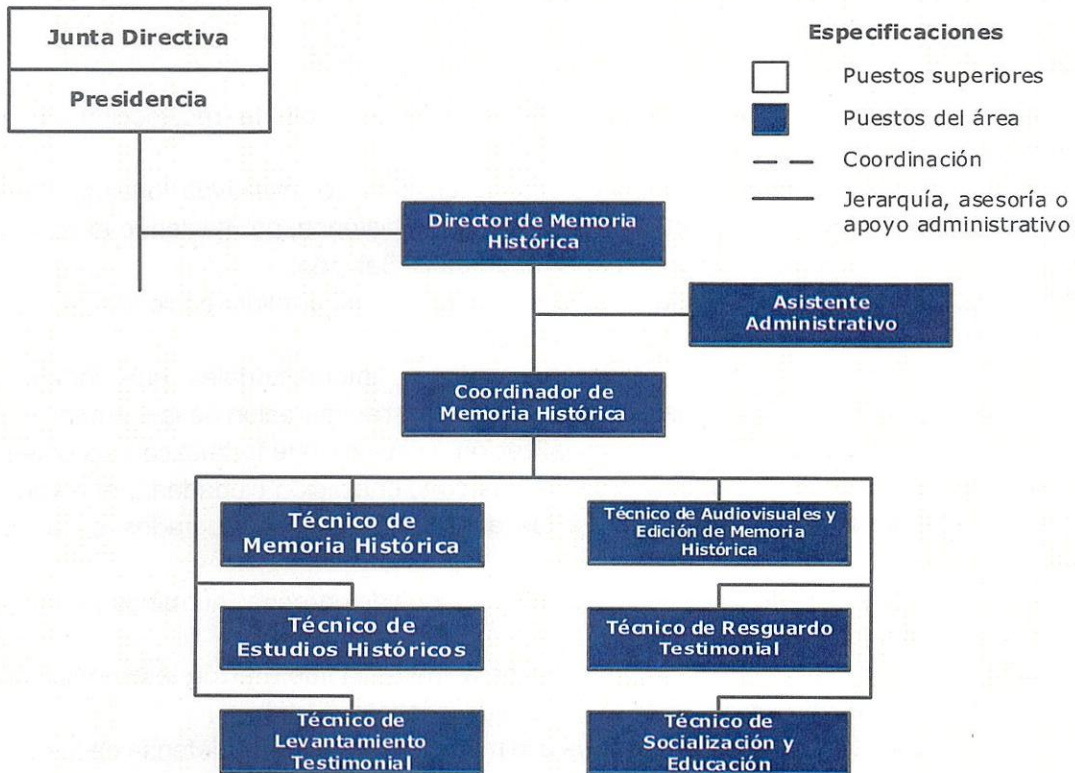 Junta Directiva
Presidencia
Especificaciones
Puestos superiores
Puestos del área
Coordinación
Jerarquía, asesoría o
apoyo administrativo
Director de Memoria
Histórica
Asistente
Administrativo
Coordinador de
Memoria Histórica
Técnico de
Memoria Histórica
Técnico de Audiovisuales y
Edición de Memoria
Histórica
Técnico de
Estudios Históricos
Técnico de Resguardo
Testimonial
Técnico de
Levantamiento
Testimonial
Técnico de
Socialización y
Educación